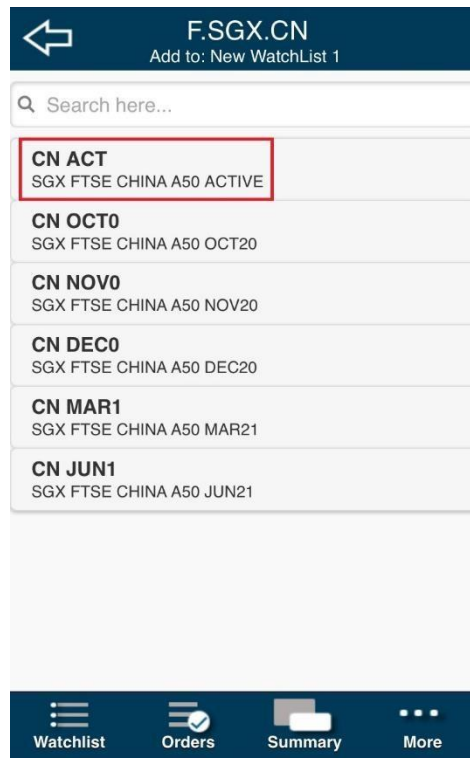 F.SGX.CN
Add to: New WatchList 1
Search here...
CN ACT
SGX FTSE CHINA A50 ACTIVE
CN OCT0
SGX FTSE CHINA A50 OCT20
CN NOV0
SGX FTSE CHINA A50 NOV20
CN DEC0
SGX FTSE CHINA A50 DEC20
CN MAR1
SGX FTSE CHINA A50 MAR21
CN JUN1
SGX FTSE CHINA A50 JUN21
Watchlist Orders Summary More